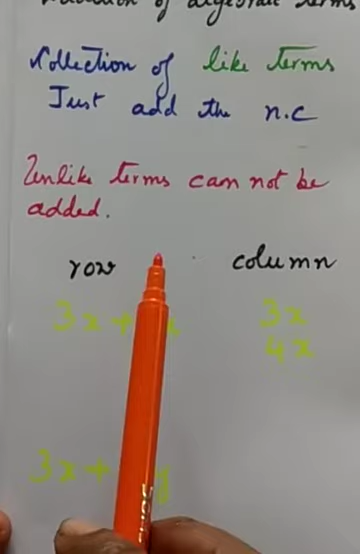 of algebraic terms
Collection of like terms
Just add the n.c
Unlike terms can not be
added.
row column
3x + x 3x
4x
3x + y